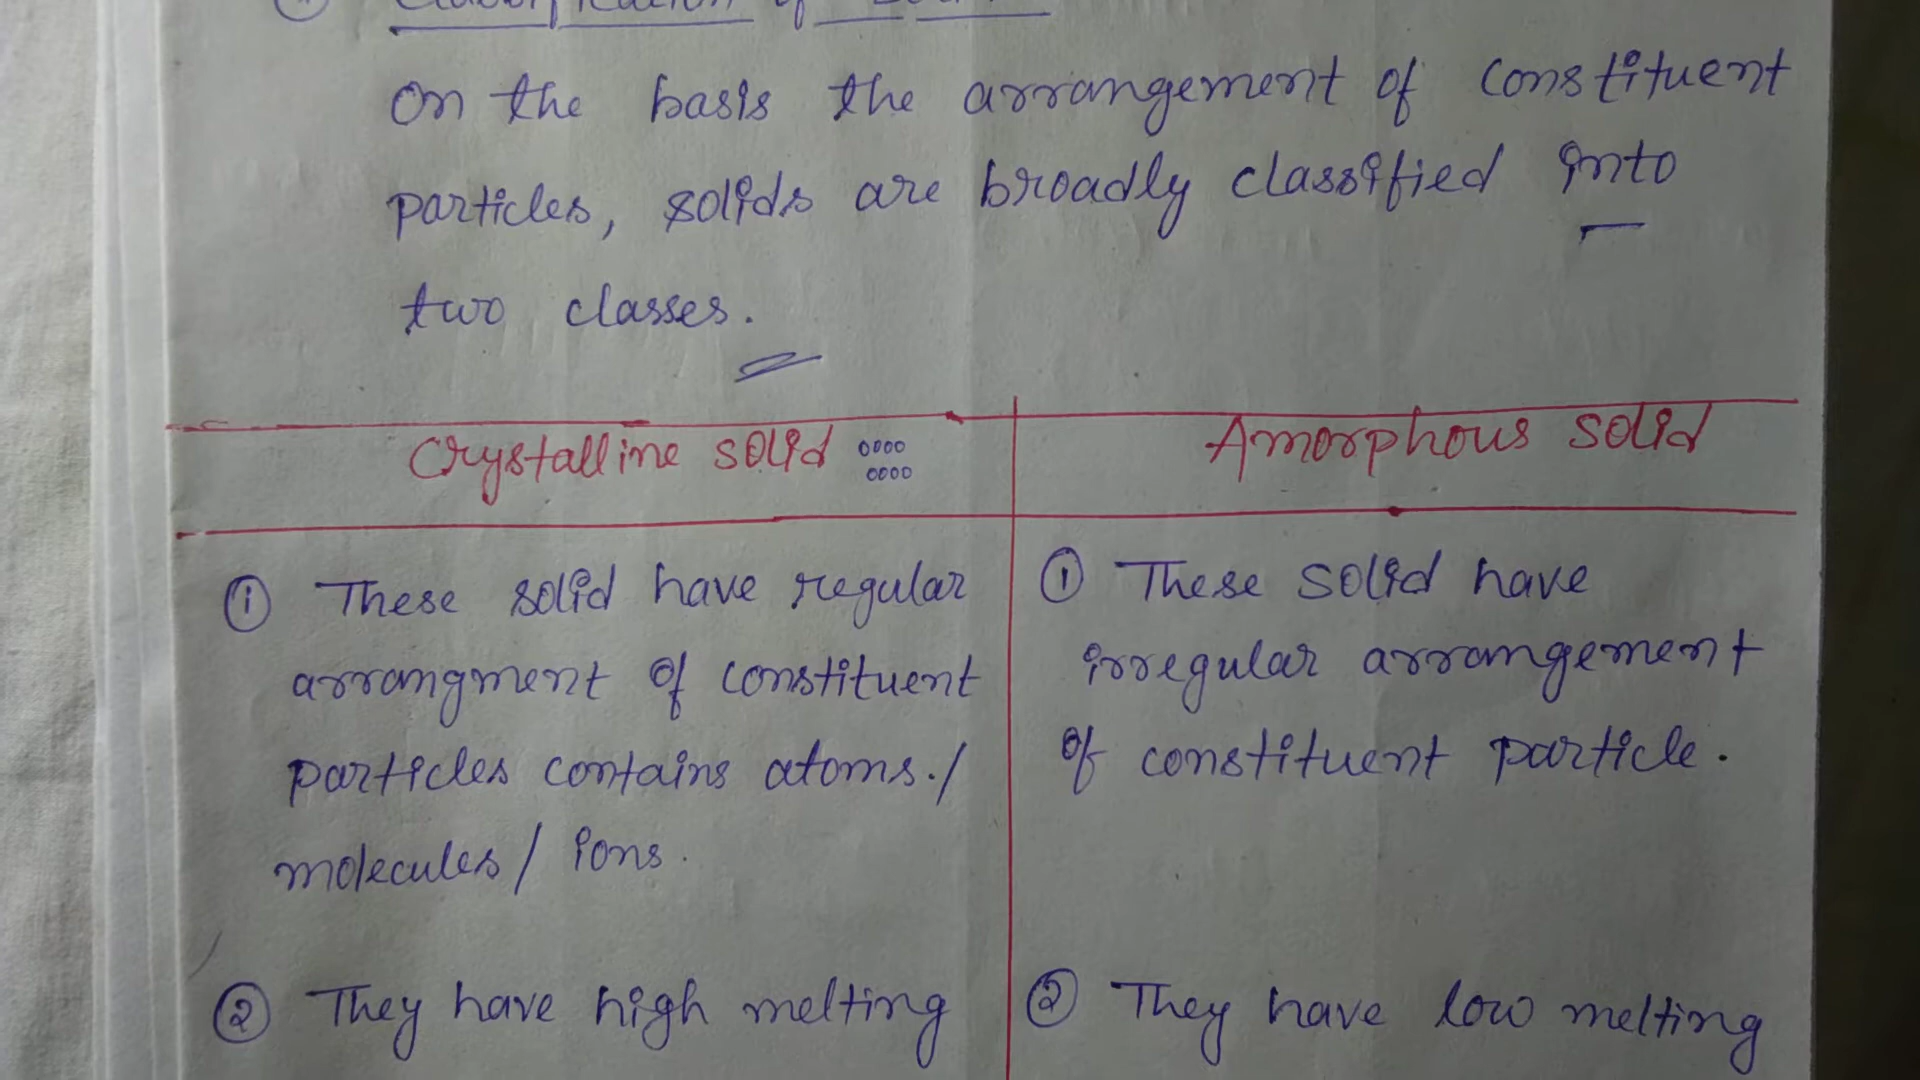 Classification of
On the basis the arrangement of constituent
particles, solids are broadly classified into
two classes.
Crystalline solid
Amorphous solid
① These solid have regular
arrangment of constituent
particles contains atoms./
molecules/ ions.
② They have high melting
① These solid have
irregular arrangement
of constituent particle.
② They have low melting